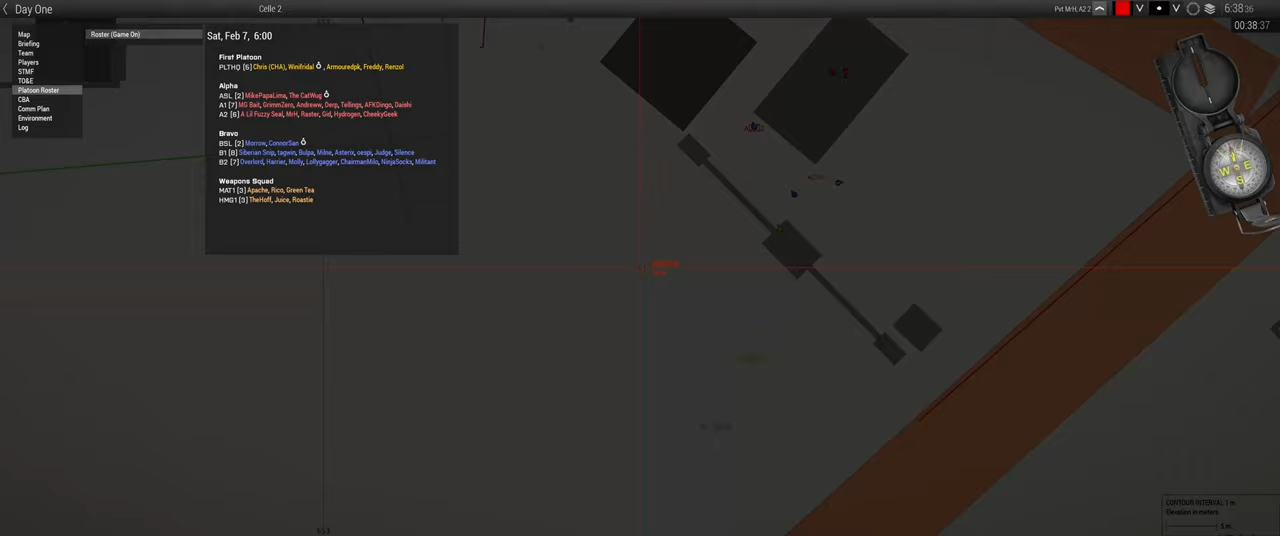 Day One
Celle 2
Pvt MrH, A2 2
6:38 36
00:38:37
Map
Briefing
Team
Players
STMF
TO&E
Platoon Roster
CBA
Comm Plan
Environment
Log
Roster (Game On)
Sat, Feb 7, 6:00
First Platoon
PLTHQ [5] Chris (CHA), Winifridal, Armouredpk, Freddy, Renzol
Alpha
ASL [2] MikePapaLima, The CatWug
A1 [7] MG Bait, GrimmZero, Andreww, Derp, Tellings, AFKDingo, Daishi
A2 [6] A Lil Fuzzy Seal, MrH, Raster, Gid, Hydrogen, CheekyGeek
Bravo
BSL [2] Morrow, ConnorSan
B1 [8] Siberian Snip, tagwin, Bulpa, Milne, Asterix, oespi, Judge, Silence
B2 [7] Overlord, Harrier, Molly, Lollygagger, ChairmanMilo, NinjaSocks, Militant
Weapons Squad
MAT1 [3] Apache, Rico, Green Tea
HMG1 [3] TheHoff, Juice, Roastie
W E
S
653
653
CONTOUR INTERVAL 1 m
Elevation in meters
5 m